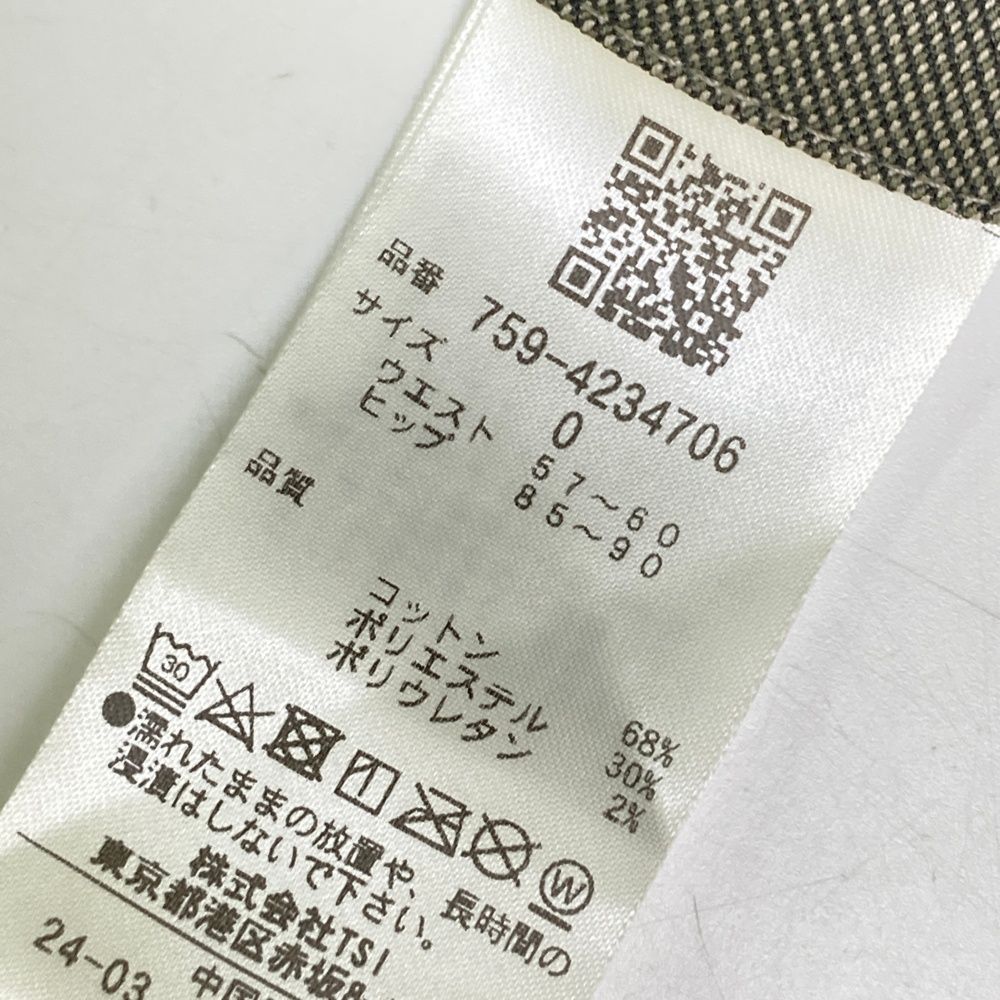 品番 759-4234706
サイズ 0
ウエスト 57~60
ヒップ 85~90
品質
コットン 68%
ポリエステル 30%
ポリウレタン 2%
30
W
●濡れたままの放置や、長時間の
浸漬はしないで下さい。
株式会社TSI
東京都港区赤坂8
24-03 中国